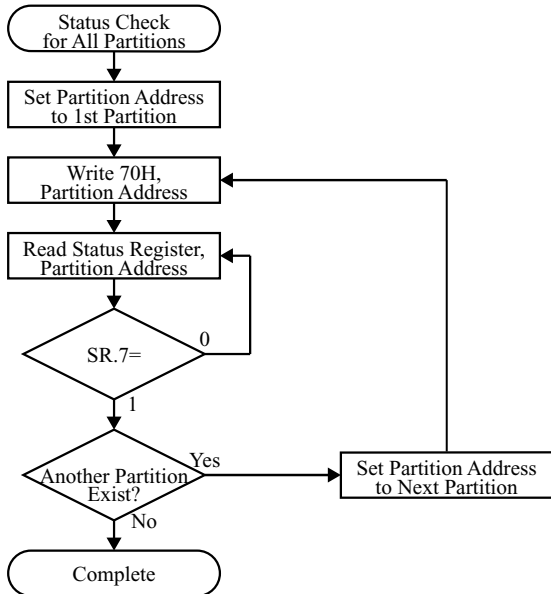 Status Check
for All Partitions
Set Partition Address
to 1st Partition
Write 70H,
Partition Address
Read Status Register,
Partition Address
SR.7=
0
1
Another Partition
Exist?
Yes
No
Set Partition Address
to Next Partition
Complete